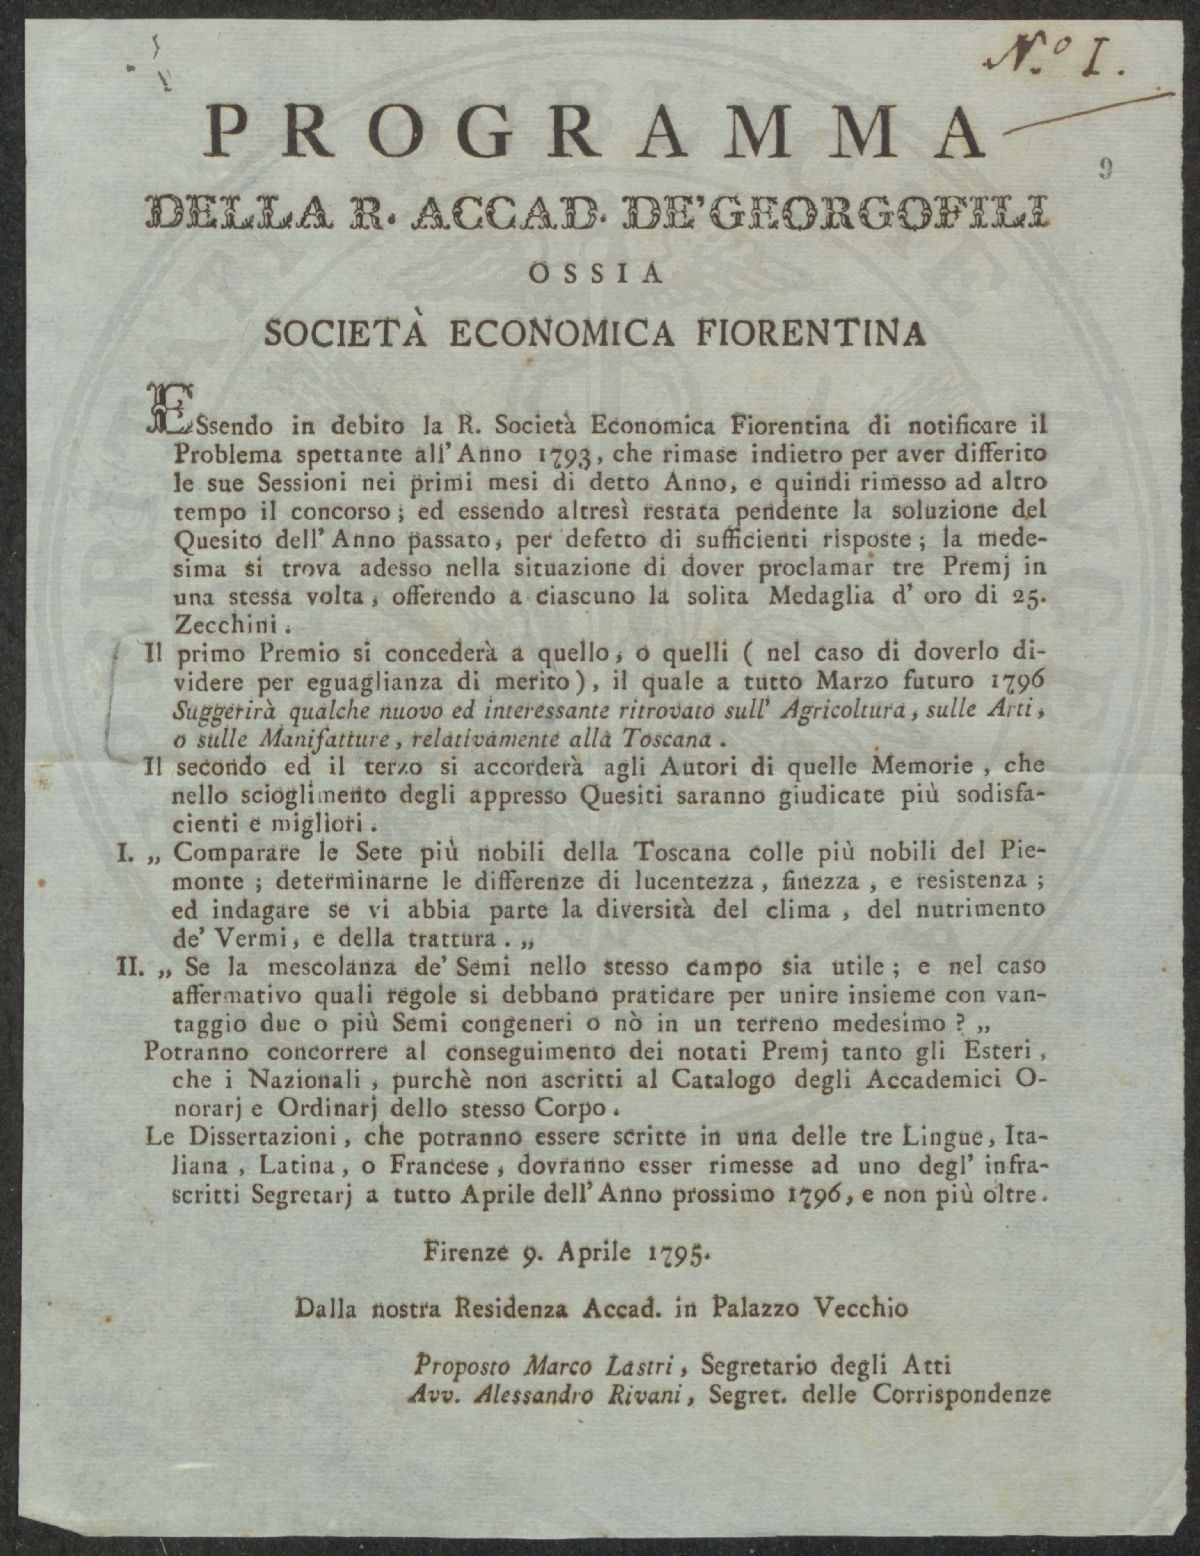 N.º I.
PROGRAMMA
9
DELLA R. ACCAD. DE' GEORGOFILI
OSSIA
SOCIETÀ ECONOMICA FIORENTINA
ESsendo in debito la R. Società Economica Fiorentina di notificare il
Problema spettante all' Anno 1793, che rimase indietro per aver differito
le sue Sessioni nei primi mesi di detto Anno, e quindi rimesso ad altro
tempo il concorso; ed essendo altresì restata pendente la soluzione del
Quesito dell' Anno passato, per defetto di sufficienti risposte; la mede-
sima si trova adesso nella situazione di dover proclamar tre Premj in
una stessa volta, offerendo a ciascuno la solita Medaglia d' oro di 25.
Zecchini.
Il primo Premio si concederà a quello, o quelli ( nel caso di doverlo di-
videre per eguaglianza di merito), il quale a tutto Marzo futuro 1796
Suggerirà qualche nuovo ed interessante ritrovato sull' Agricoltura, sulle Arti,
o sulle Manifatture, relativamente alla Toscana.
Il secondo ed il terzo si accorderà agli Autori di quelle Memorie, che
nello scioglimento degli appresso Quesiti saranno giudicate più sodisfa-
cienti e migliori.
I. „ Comparare le Sete più nobili della Toscana colle più nobili del Pie-
monte; determinarne le differenze di lucentezza, finezza, e resistenza;
ed indagare se vi abbia parte la diversità del clima, del nutrimento
de' Vermi, e della trattura. „
II. „ Se la mescolanza de' Semi nello stesso campo sia utile; e nel caso
affermativo quali regole si debbano praticare per unire insieme con van-
taggio due o più Semi congeneri o nò in un terreno medesimo? „
Potranno concorrere al conseguimento dei notati Premj tanto gli Esteri,
che i Nazionali, purchè non ascritti al Catalogo degli Accademici O-
norarj e Ordinarj dello stesso Corpo.
Le Dissertazioni, che potranno essere scritte in una delle tre Lingue, Ita-
liana, Latina, o Francese, dovranno esser rimesse ad uno degl' infra-
scritti Segretarj a tutto Aprile dell' Anno prossimo 1796, e non più oltre.
Firenze 9. Aprile 1795.
Dalla nostra Residenza Accad. in Palazzo Vecchio
Proposto Marco Lastri, Segretario degli Atti
Avv. Alessandro Rivani, Segret. delle Corrispondenze